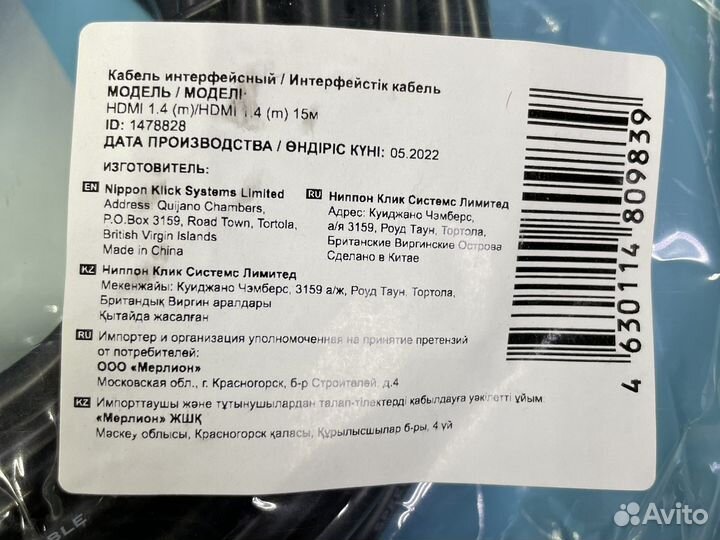 Кабель интерфейсный / Интерфейстік кабель
МОДЕЛЬ / МОДЕЛІ:
HDMI 1.4 (m)/HDMI 1.4 (m) 15м
ID: 1478828
ДАТА ПРОИЗВОДСТВА / ӨНДІРІС КҮНІ: 05.2022
ИЗГОТОВИТЕЛЬ:
EN Nippon Klick Systems Limited
Address: Quijano Chambers,
P.O.Box 3159, Road Town, Tortola,
British Virgin Islands
Made in China
RU Ниппон Клик Системс Лимитед
Адрес: Куиджано Чэмберс,
а/я 3159, Роуд Таун, Тортола,
Британские Виргинские Острова
Сделано в Китае
KZ Ниппон Клик Системс Лимитед
Мекенжайы: Куиджано Чэмберс, 3159 а/ж, Роуд Таун, Тортола,
Британдық Виргин аралдары
Қытайда жасалған
RU Импортер и организация уполномоченная на принятие претензий
от потребителей:
ООО «Мерлион»
Московская обл., г. Красногорск, б-р Строителей, д.4
KZ Импорттаушы және тұтынушылардан талап-тілектерді қабылдауға уәкілетті ұйым:
«Мерлион» ЖШҚ
Мәскеу облысы, Красногорск қаласы, Құрылысшылар б-ры, 4 үй
4 630114 809839
BLE
Avito